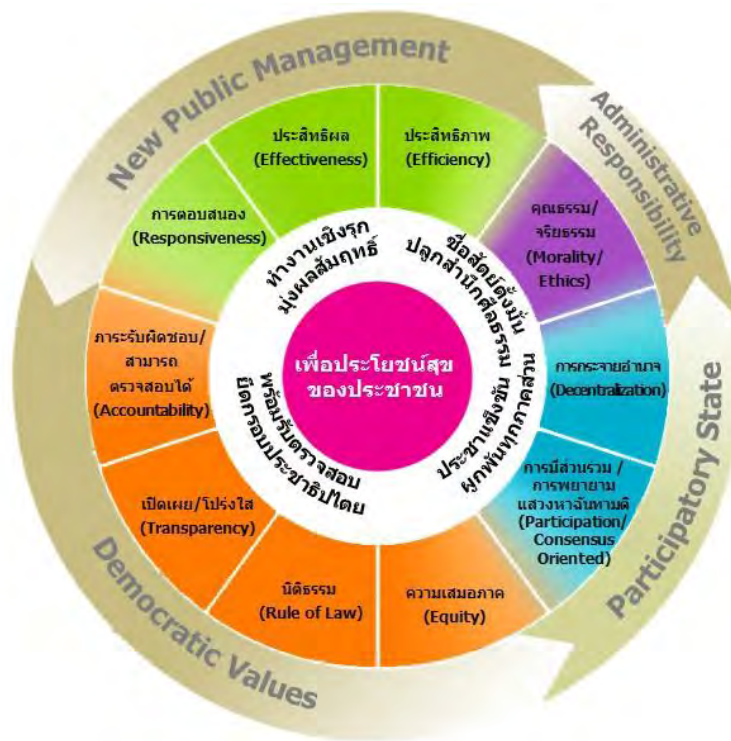 New Public Management
Administrative
Responsibility
Participatory State
Democratic Values
ประสิทธิผล
(Effectiveness)
ประสิทธิภาพ
(Efficiency)
คุณธรรม/
จริยธรรม
(Morality/
Ethics)
การกระจายอำนาจ
(Decentralization)
การมีส่วนร่วม /
การพยายาม
แสวงหาฉันทามติ
(Participation/
Consensus
Oriented)
ความเสมอภาค
(Equity)
นิติธรรม
(Rule of Law)
เปิดเผย/โปร่งใส
(Transparency)
ภาระรับผิดชอบ/
สามารถ
ตรวจสอบได้
(Accountability)
การตอบสนอง
(Responsiveness)
ทำงานเชิงรุก
มุ่งผลสัมฤทธิ์
ซื่อสัตย์ตั้งมั่น
ปลูกสำนึกศีลธรรม
ประชาแข็งขัน
ผูกพันทุกภาคส่วน
พร้อมรับตรวจสอบ
ยึดกรอบประชาธิปไตย
เพื่อประโยชน์สุข
ของประชาชน